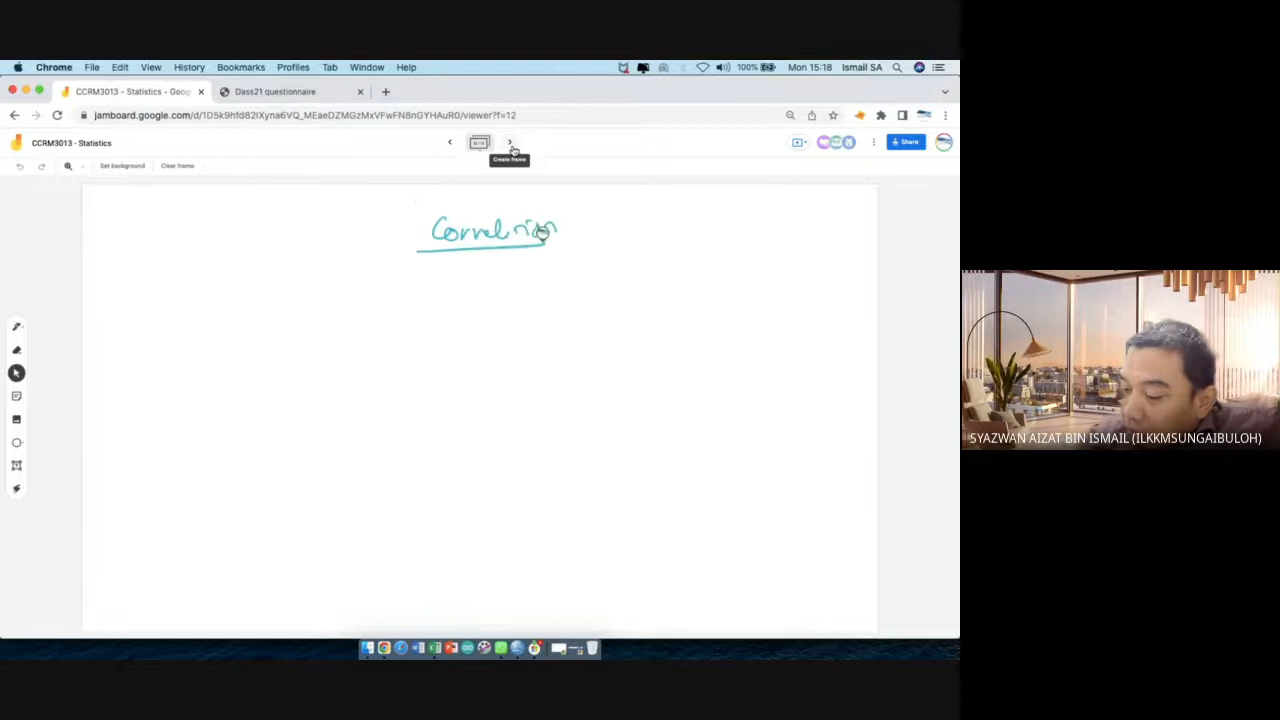 Chrome File Edit View History Bookmarks Profiles Tab Window Help 100% Mon 15:18 Ismail SA
CCRM3013 - Statistics - Goog Dass21 questionnaire
jamboard.google.com/d/1D5k9hfd82IXyna6VQ_MEaeDZMGzMxVFwFN8nGYHAuR0/viewer?f=12
CCRM3013 - Statistics
Share
Create frame
Set background Clear frame
Correlation
SYAZWAN AIZAT BIN ISMAIL (ILKKMSUNGAIBULOH)